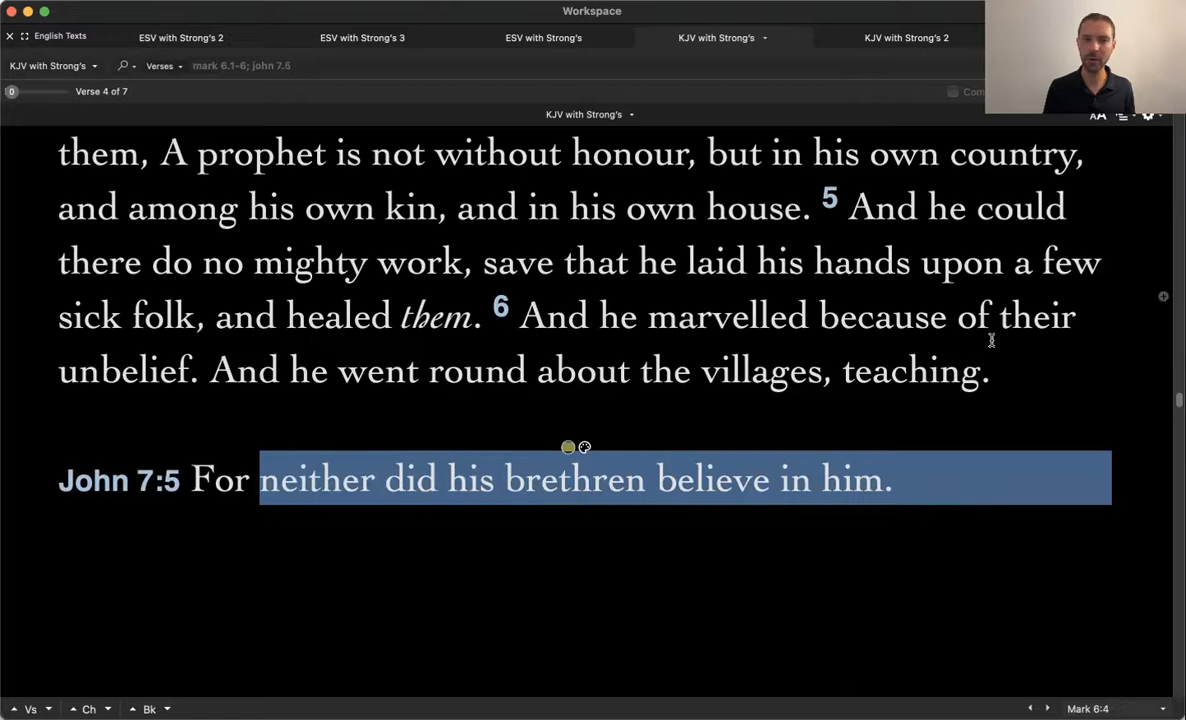 Workspace
English Texts
ESV with Strong's 2
ESV with Strong's 3
ESV with Strong's
KJV with Strong's
KJV with Strong's 2
KJV with Strong's
Verses
mark 6.1-6; john 7.5
0
Verse 4 of 7
KJV with Strong's
AA
them, A prophet is not without honour, but in his own country,
and among his own kin, and in his own house. 5 And he could
there do no mighty work, save that he laid his hands upon a few
sick folk, and healed them. 6 And he marvelled because of their
unbelief. And he went round about the villages, teaching.
John 7:5 For neither did his brethren believe in him.
Vs
Ch
Bk
Mark 6:4